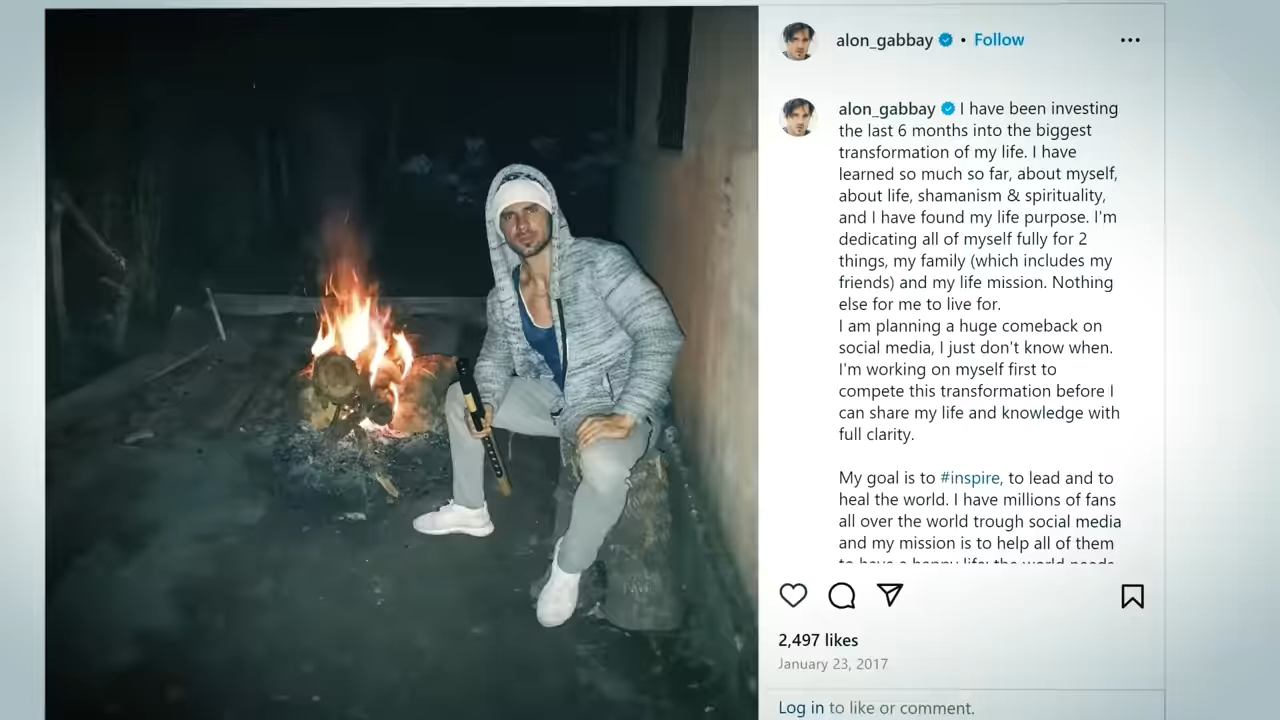 alon_gabbay • Follow
alon_gabbay I have been investing
the last 6 months into the biggest
transformation of my life. I have
learned so much so far, about myself,
about life, shamanism & spirituality,
and I have found my life purpose. I'm
dedicating all of myself fully for 2
things, my family (which includes my
friends) and my life mission. Nothing
else for me to live for.
I am planning a huge comeback on
social media, I just don't know when.
I'm working on myself first to
compete this transformation before I
can share my life and knowledge with
full clarity.
My goal is to #inspire, to lead and to
heal the world. I have millions of fans
all over the world trough social media
and my mission is to help all of them
to have a happy life; the world needs
2,497 likes
January 23, 2017
Log in to like or comment.